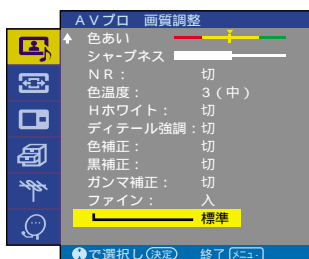 AVプロ 画質調整
色あい
シャープネス
NR： 切
色温度： 3（中）
Hホワイト： 切
ディテール強調：切
色補正： 切
黒補正： 切
ガンマ補正： 切
ファイン： 入
標準
で選択し 決定 終了 メニュー